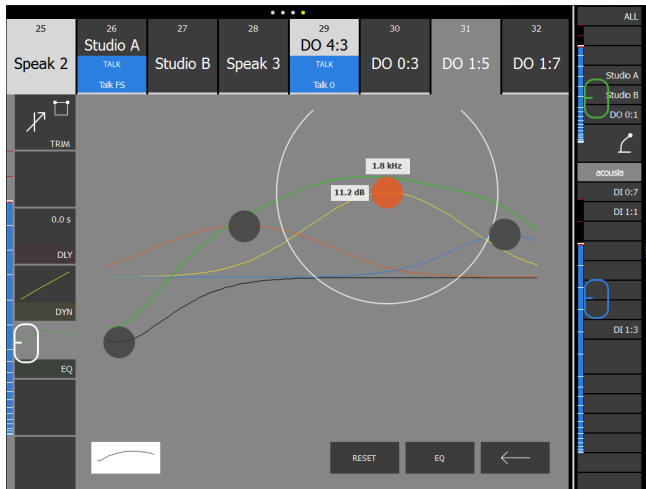 25
Speak 2
26
Studio A
TALK
Talk FS
27
Studio B
28
Speak 3
29
DO 4:3
TALK
Talk 0
30
DO 0:3
31
DO 1:5
32
DO 1:7
TRIM
0.0 s
DLY
DYN
EQ
1.8 kHz
11.2 dB
RESET
EQ
ALL
Studio A
Studio B
DO 0:1
acousta
DI 0:7
DI 1:1
DI 1:3